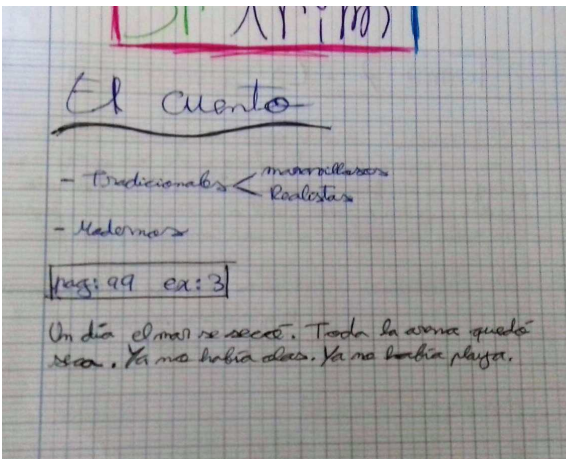 El cuento
- Tradicionales < maravillosos
Realistas
- Modernos
pag: 99 ex: 3
Un día el mar se secó. Toda la arena quedó
seca. Ya no había olas. Ya no había playa.